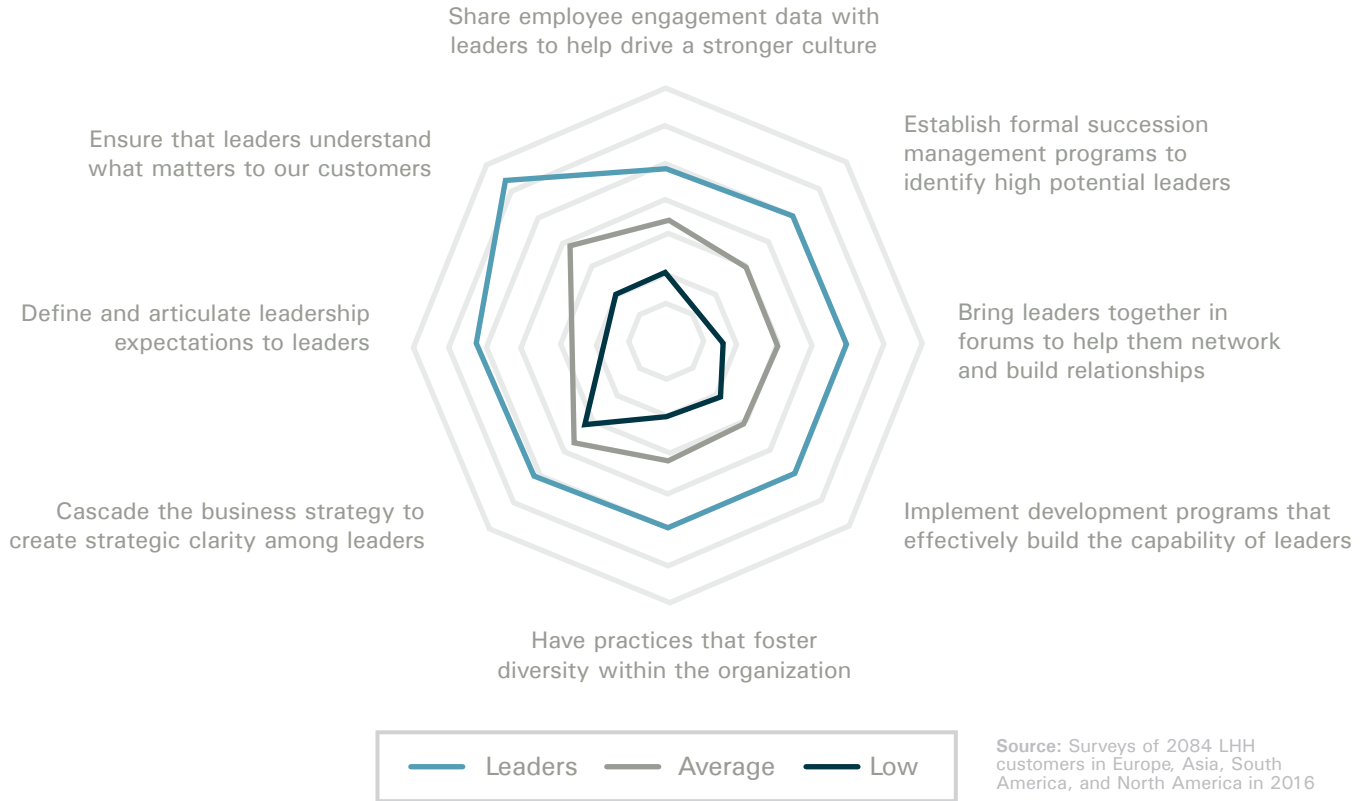 Share employee engagement data with
leaders to help drive a stronger culture
Ensure that leaders understand
what matters to our customers
Establish formal succession
management programs to
identify high potential leaders
Define and articulate leadership
expectations to leaders
Bring leaders together in
forums to help them network
and build relationships
Cascade the business strategy to
create strategic clarity among leaders
Implement development programs that
effectively build the capability of leaders
Have practices that foster
diversity within the organization
Leaders Average Low
Source: Surveys of 2084 LHH
customers in Europe, Asia, South
America, and North America in 2016